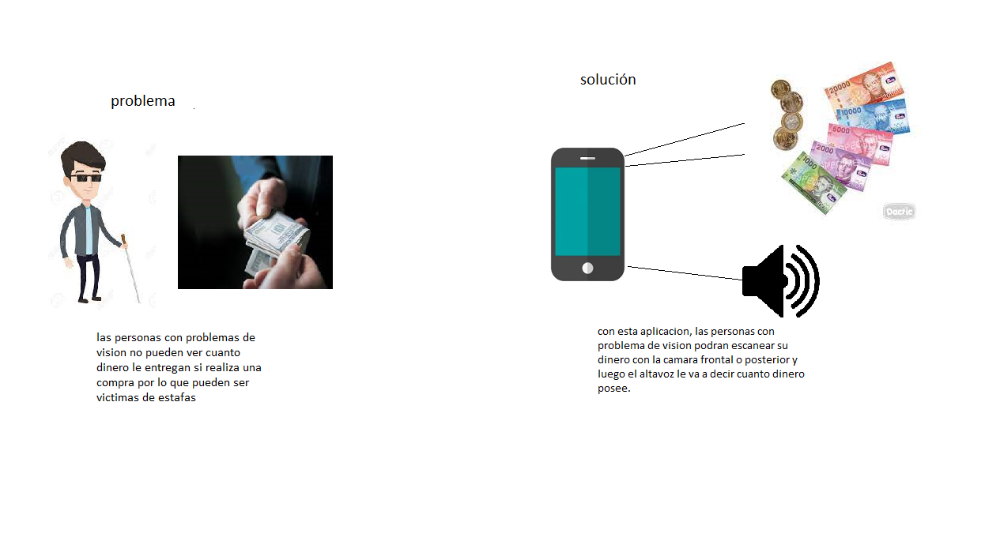 problema
las personas con problemas de
vision no pueden ver cuanto
dinero le entregan si realiza una
compra por lo que pueden ser
victimas de estafas
solución
20000
10000
5000
2000
1000
Dactic
con esta aplicacion, las personas con
problema de vision podran escanear su
dinero con la camara frontal o posterior y
luego el altavoz le va a decir cuanto dinero
posee.